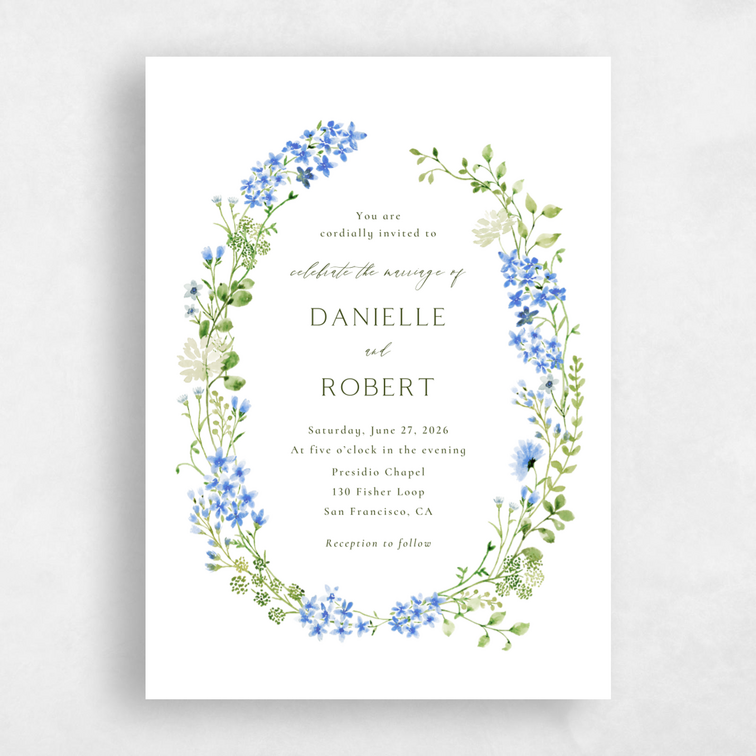 You are
cordially invited to
celebrate the marriage of
DANIELLE
and
ROBERT
Saturday, June 27, 2026
At five o'clock in the evening
Presidio Chapel
130 Fisher Loop
San Francisco, CA
Reception to follow